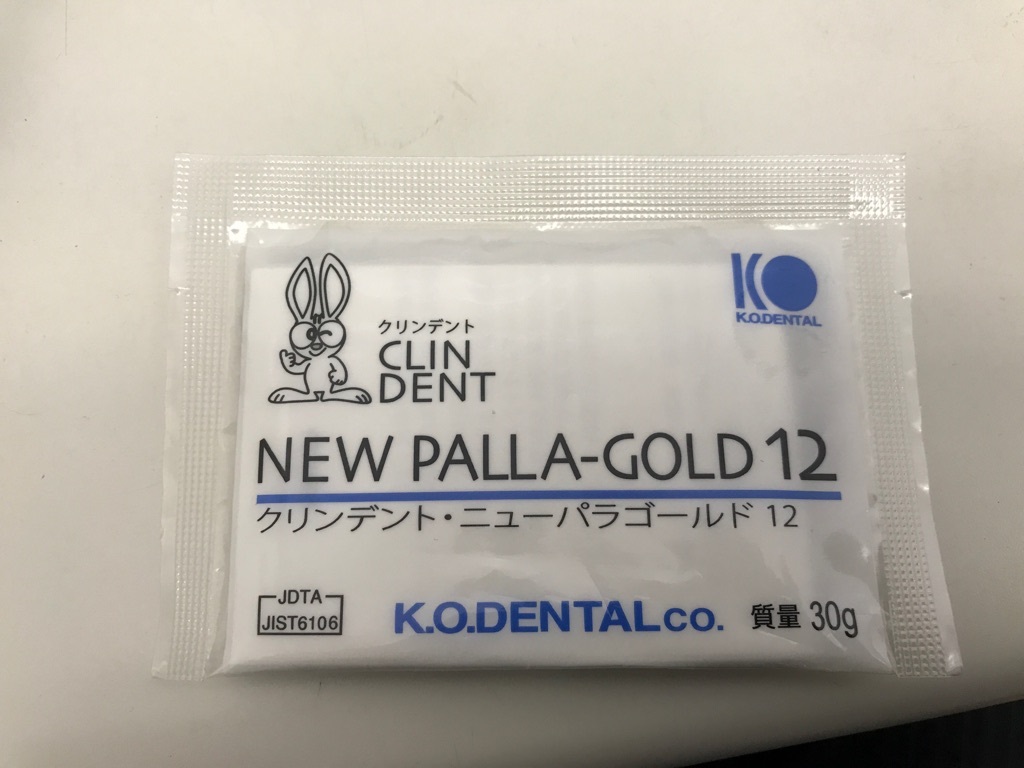 クリンデント
CLIN
DENT
KO
K.O.DENTAL
NEW PALLA-GOLD 12
クリンデント・ニューパラゴールド 12
JDTA
JIST6106
K.O.DENTAL CO.
質量 30g